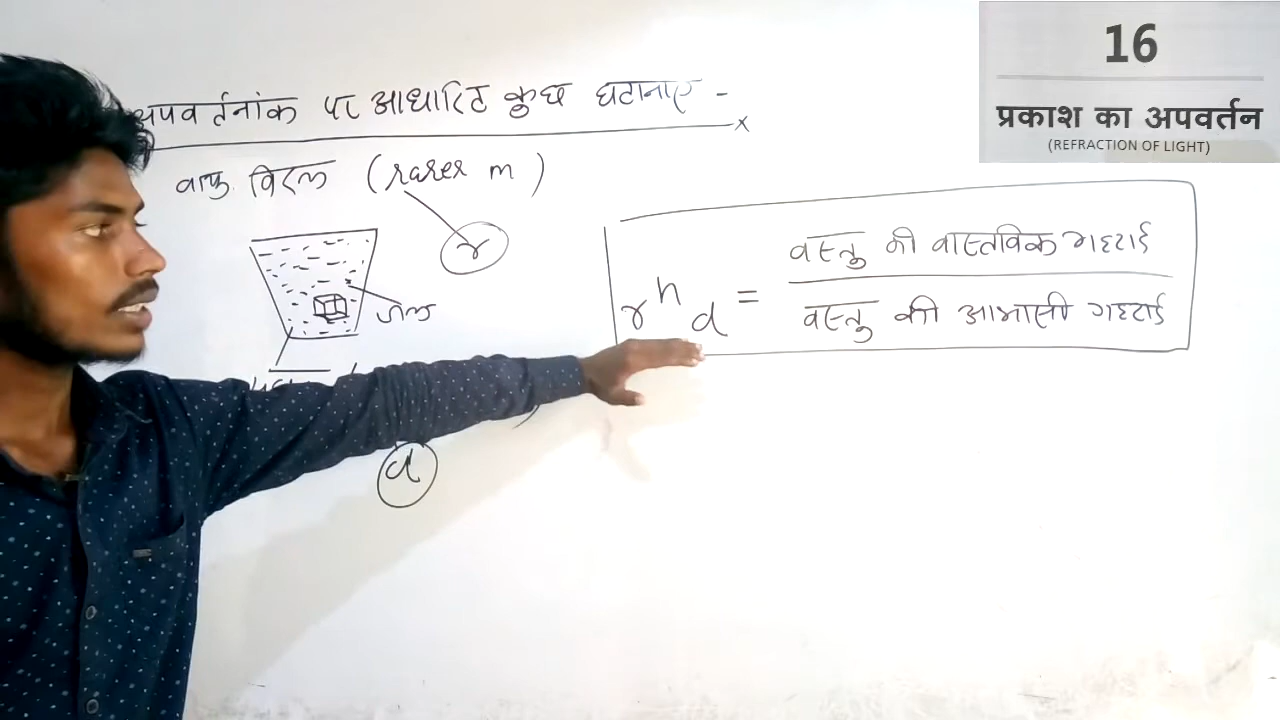 16
प्रकाश का अपवर्तन
(REFRACTION OF LIGHT)
अपवर्तनांक पर आधारित कुछ घटानाए -
वायु विरल (rarer m)
r
जल
d
rnd = वस्तु की वास्तविक गहराई
वस्तु की आभासी गहराई